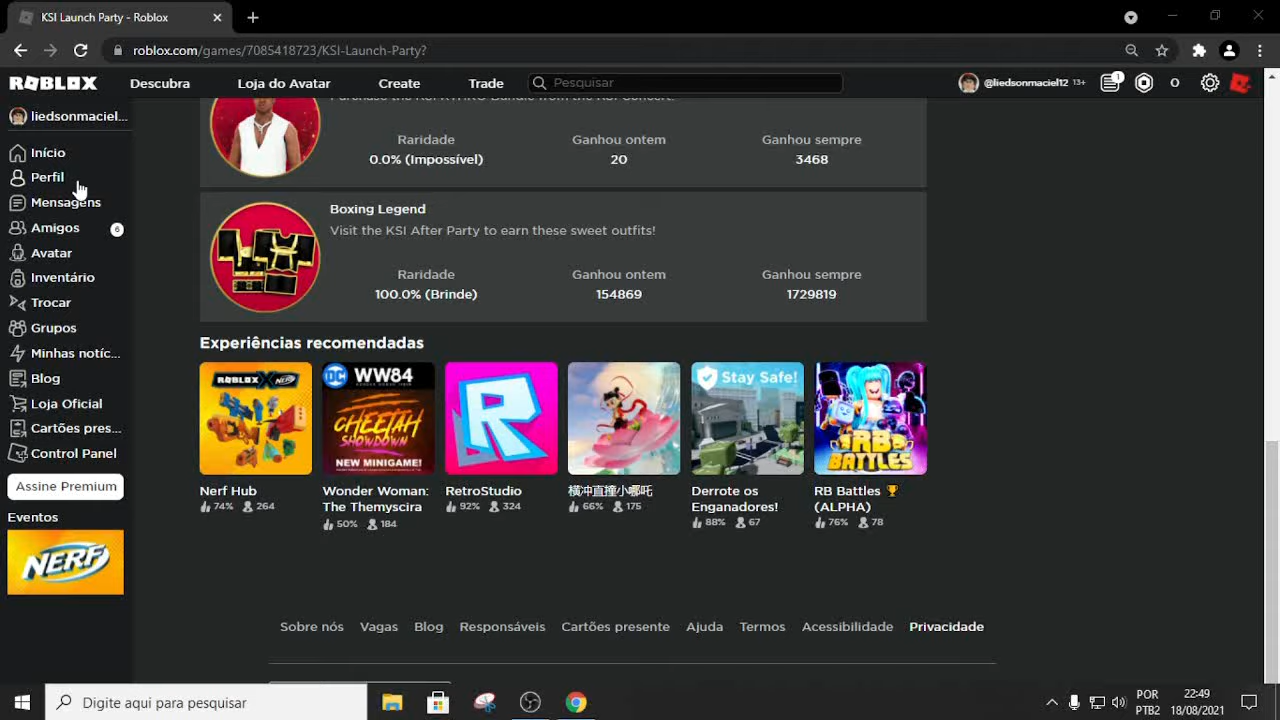 KSI Launch Party - Roblox
roblox.com/games/7085418723/KSI-Launch-Party?
ROBLOX Descubra Loja do Avatar Create Trade Pesquisar @liedsonmaciel12 13+ 1 0
liedsonmaciel...
Início
Perfil
Mensagens
Amigos 6
Avatar
Inventário
Trocar
Grupos
Minhas notíc...
Blog
Loja Oficial
Cartões pres...
Control Panel
Assine Premium
Eventos
NERF
Raridade Ganhou ontem Ganhou sempre
0.0% (Impossível) 20 3468
Boxing Legend
Visit the KSI After Party to earn these sweet outfits!
Raridade Ganhou ontem Ganhou sempre
100.0% (Brinde) 154869 1729819
Experiências recomendadas
ROBLOX X NERF
Nerf Hub
74% 264
DC WW84
CHEETAH
SHOWDOWN
NEW MINIGAME!
Wonder Woman:
The Themyscira
50% 184
R
RetroStudio
92% 324
横冲直撞小哪吒
66% 175
Stay Safe!
Derrote os
Enganadores!
88% 67
RB
BATTLES
RB Battles 🏆
(ALPHA)
76% 78
Sobre nós Vagas Blog Responsáveis Cartões presente Ajuda Termos Acessibilidade Privacidade
Digite aqui para pesquisar
POR
PTB2
22:49
18/08/2021